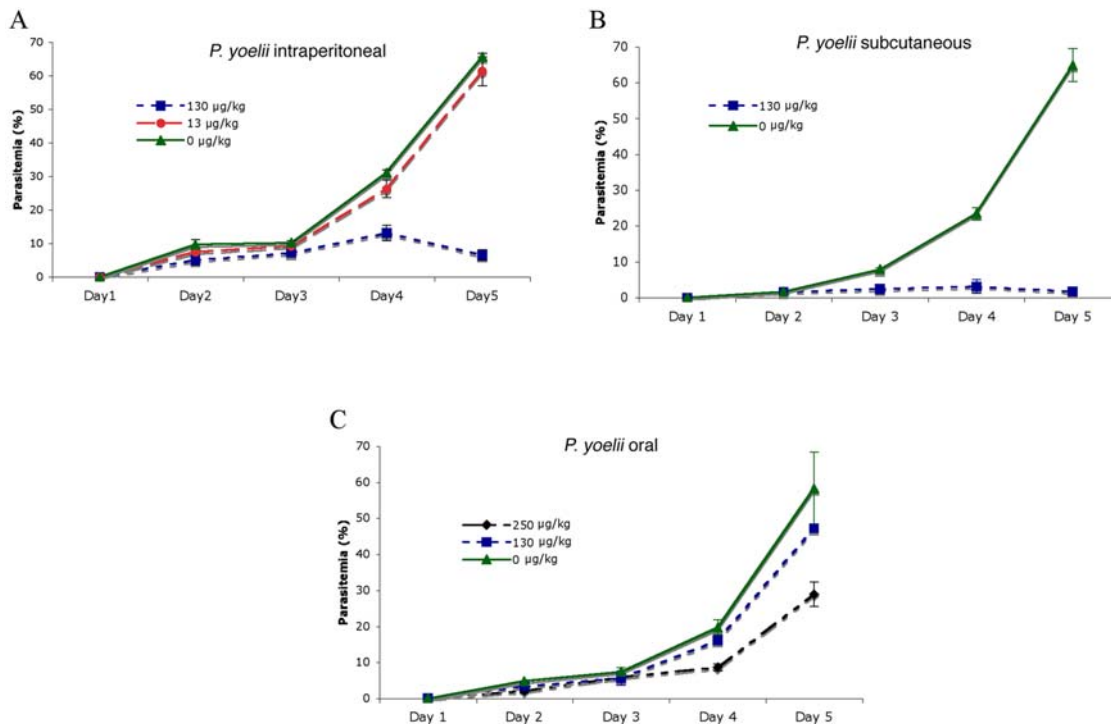 A
P. yoelii intraperitoneal
70
60
50
40
30
20
10
0
Parasitemia (%)
130 µg/kg
13 µg/kg
0 µg/kg
Day1
Day2
Day3
Day4
Day5
B
P. yoelii subcutaneous
70
60
50
40
30
20
10
0
Parasitemia (%)
130 µg/kg
0 µg/kg
Day 1
Day 2
Day 3
Day 4
Day 5
C
P. yoelii oral
70
60
50
40
30
20
10
0
Parasitemia (%)
250 µg/kg
130 µg/kg
0 µg/kg
Day 1
Day 2
Day 3
Day 4
Day 5